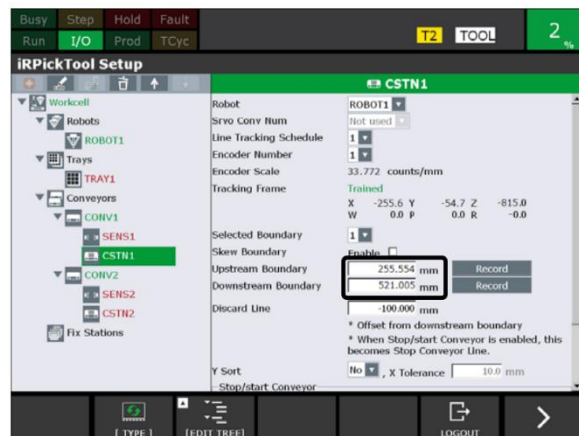 Busy Step Hold Fault
Run I/O Prod TCyc
T2 TOOL
2 %
iRPickTool Setup
CSTN1
Workcell
Robots
ROBOT1
Trays
TRAY1
Conveyors
CONV1
SENS1
CSTN1
CONV2
SENS2
CSTN2
Fix Stations
Robot ROBOT1
Srvo Conv Num Not used
Line Tracking Schedule 1
Encoder Number 1
Encoder Scale 33.772 counts/mm
Tracking Frame Trained
X -255.6 Y -54.7 Z -815.0
W 0.0 P 0.0 R -0.0
Selected Boundary 1
Skew Boundary Enable
Upstream Boundary 255.554 mm Record
Downstream Boundary 521.005 mm Record
Discard Line -100.000 mm
* Offset from downstream boundary
* When Stop/start Conveyor is enabled, this
becomes Stop Conveyor Line.
Y Sort No , X Tolerance 10.0 mm
Stop/start Conveyor
[ TYPE ] [EDIT TREE] LOGOUT